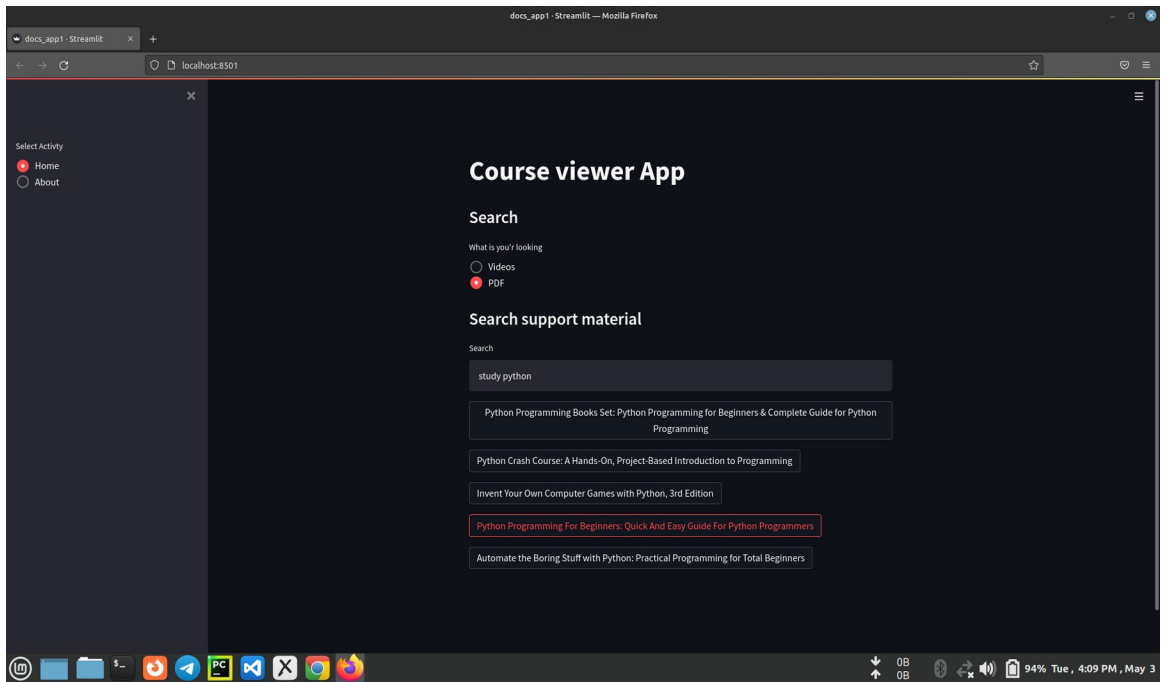 docs_app1 · Streamlit — Mozilla Firefox
docs_app1 · Streamlit
localhost:8501
Select Activty
Home
About
Course viewer App
Search
What is you'r looking
Videos
PDF
Search support material
Search
study python
Python Programming Books Set: Python Programming for Beginners & Complete Guide for Python
Programming
Python Crash Course: A Hands-On, Project-Based Introduction to Programming
Invent Your Own Computer Games with Python, 3rd Edition
Python Programming For Beginners: Quick And Easy Guide For Python Programmers
Automate the Boring Stuff with Python: Practical Programming for Total Beginners
$_
PC
0B
0B
94% Tue , 4:09 PM , May 3